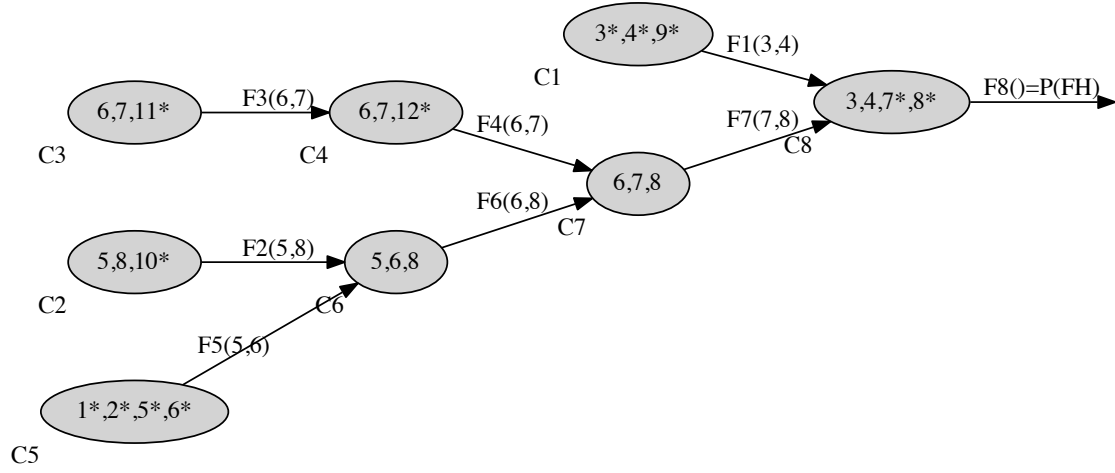 3*,4*,9*
F1(3,4)
C1
6,7,11*
F3(6,7)
6,7,12*
3,4,7*,8*
F8()=P(FH)
C3
C4
F4(6,7)
F7(7,8)
C8
6,7,8
C7
F6(6,8)
5,8,10*
F2(5,8)
5,6,8
C2
C6
F5(5,6)
1*,2*,5*,6*
C5